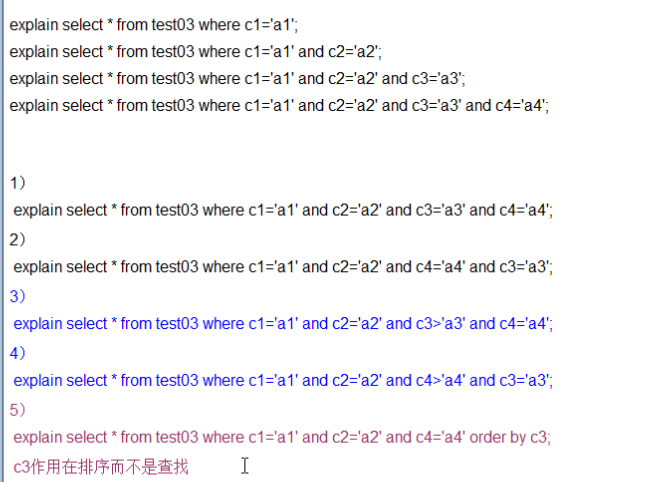 explain select * from test03 where c1='a1';
explain select * from test03 where c1='a1' and c2='a2';
explain select * from test03 where c1='a1' and c2='a2' and c3='a3';
explain select * from test03 where c1='a1' and c2='a2' and c3='a3' and c4='a4';
1）
explain select * from test03 where c1='a1' and c2='a2' and c3='a3' and c4='a4';
2）
explain select * from test03 where c1='a1' and c2='a2' and c4='a4' and c3='a3';
3）
explain select * from test03 where c1='a1' and c2='a2' and c3>'a3' and c4='a4';
4）
explain select * from test03 where c1='a1' and c2='a2' and c4>'a4' and c3='a3';
5）
explain select * from test03 where c1='a1' and c2='a2' and c4='a4' order by c3;
c3作用在排序而不是查找